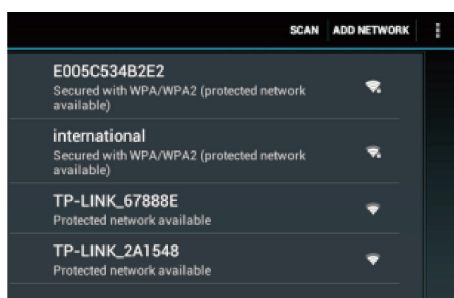 SCAN ADD NETWORK
E005C534B2E2
Secured with WPA/WPA2 (protected network
available)
international
Secured with WPA/WPA2 (protected network
available)
TP-LINK_67888E
Protected network available
TP-LINK_2A1548
Protected network available